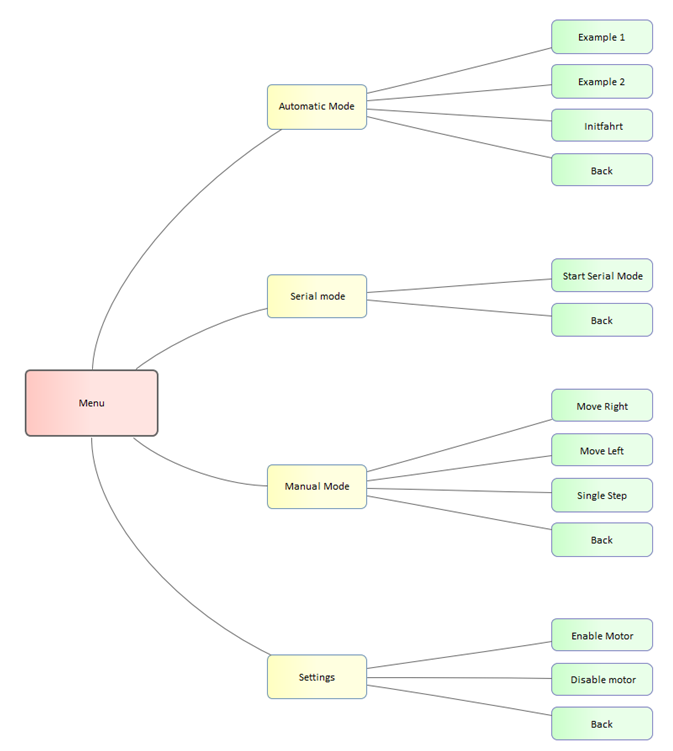 Menu
Automatic Mode
Example 1
Example 2
Initfahrt
Back
Serial mode
Start Serial Mode
Back
Manual Mode
Move Right
Move Left
Single Step
Back
Settings
Enable Motor
Disable motor
Back